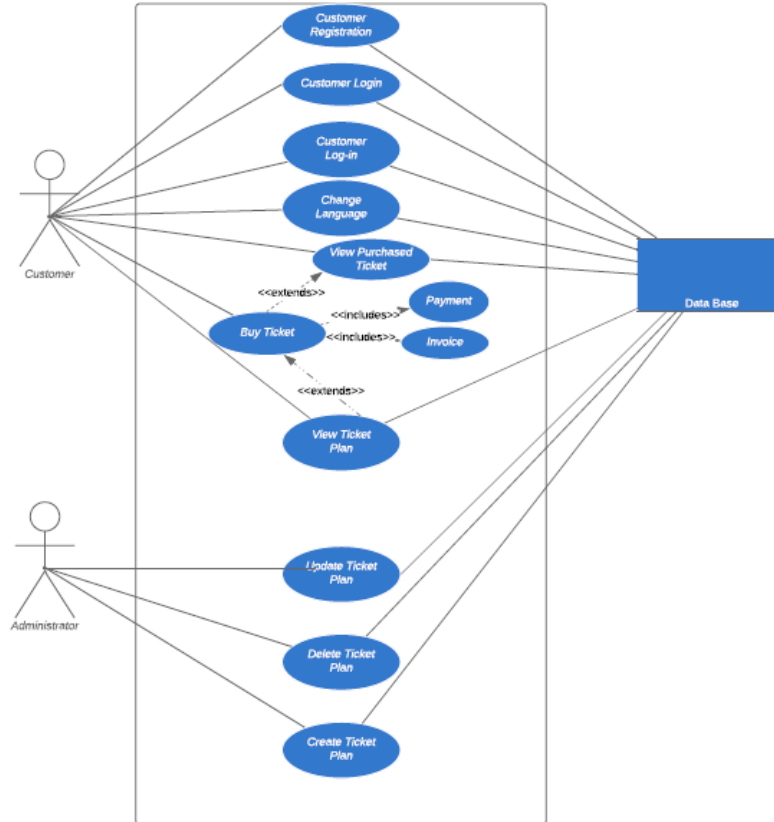 Customer
Registration
Customer Login
Customer
Log-in
Change
Language
View Purchased
Ticket
Customer
<<extends>>
Payment
<<includes>>
Data Base
Buy Ticket
<<includes>>
Invoice
<<extends>>
View Ticket
Plan
Update Ticket
Plan
Administrator
Delete Ticket
Plan
Create Ticket
Plan